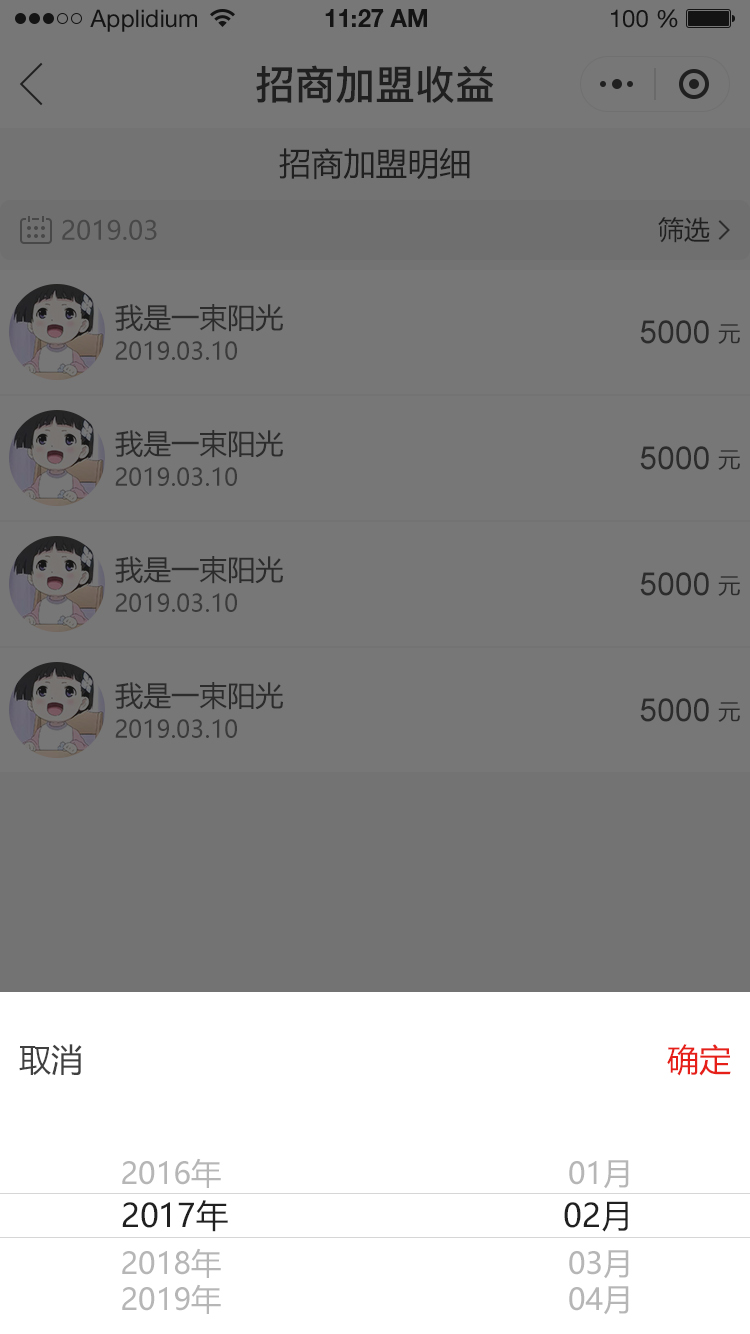 Applidium 11:27 AM 100 %
招商加盟收益
招商加盟明细
2019.03 筛选
我是一束阳光
2019.03.10
5000 元
我是一束阳光
2019.03.10
5000 元
我是一束阳光
2019.03.10
5000 元
我是一束阳光
2019.03.10
5000 元
取消 确定
2016年 01月
2017年 02月
2018年 03月
2019年 04月